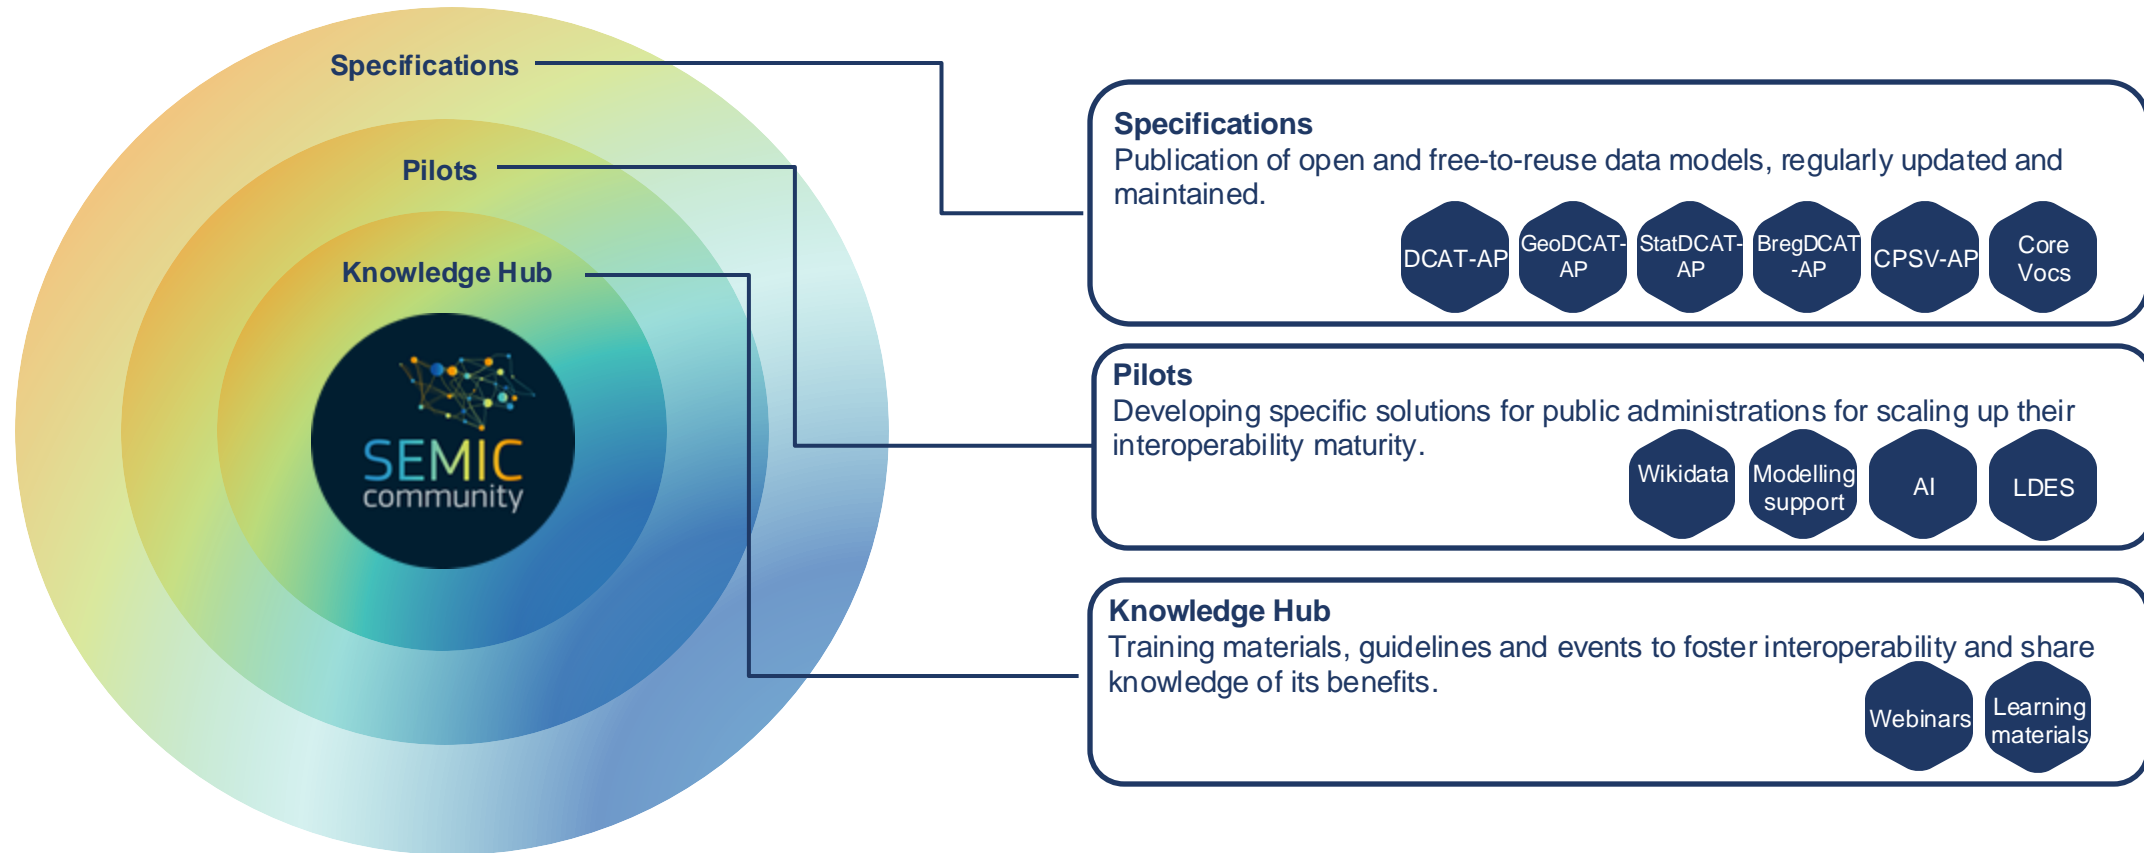 Specifications
Pilots
Knowledge Hub
SEMIC
community
Specifications
Publication of open and free-to-reuse data models, regularly updated and
maintained.
DCAT-AP
GeoDCAT-
AP
StatDCAT-
AP
BregDCAT
-AP
CPSV-AP
Core
Vocs
Pilots
Developing specific solutions for public administrations for scaling up their
interoperability maturity.
Wikidata
Modelling
support
AI
LDES
Knowledge Hub
Training materials, guidelines and events to foster interoperability and share
knowledge of its benefits.
Webinars
Learning
materials